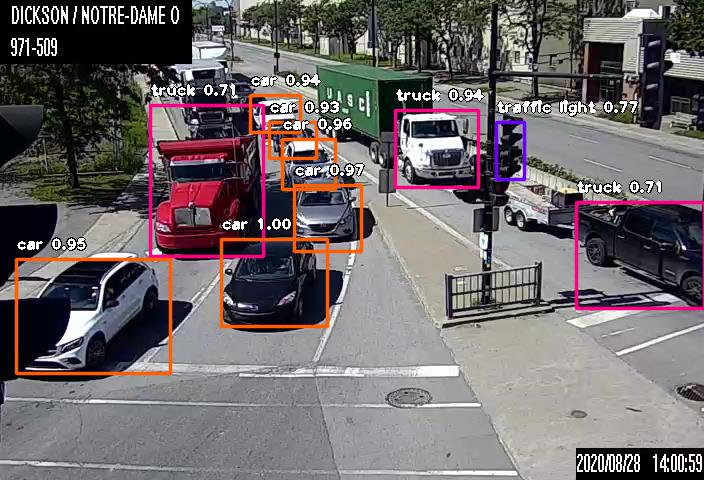 DICKSON / NOTRE-DAME O
971-509
car 0.94
truck 0.71
car 0.93
truck 0.94
traffic light 0.77
car 0.96
car 0.97
truck 0.71
car 1.00
car 0.95
2020/08/28 14:00:59